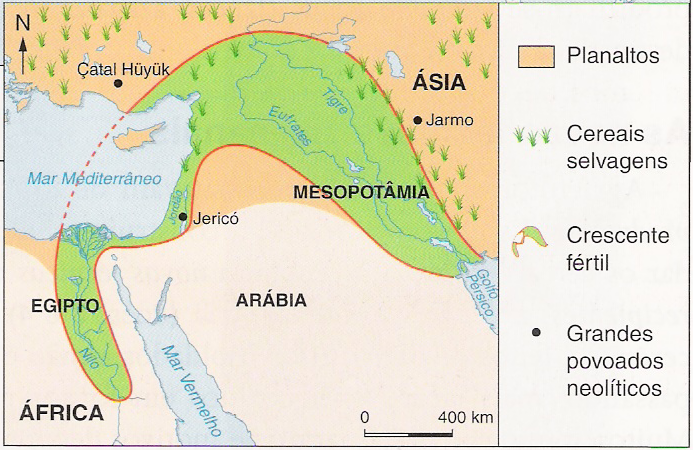 N
Çatal Hüyük
ÁSIA
Jarmo
Tigre
Eufrates
Mar Mediterrâneo
MESOPOTÂMIA
Jordão
Jericó
Golfo
Pérsico
EGIPTO
ARÁBIA
Nilo
Mar Vermelho
ÁFRICA
0 400 km
Planaltos
Cereais
selvagens
Crescente
fértil
Grandes
povoados
neolíticos